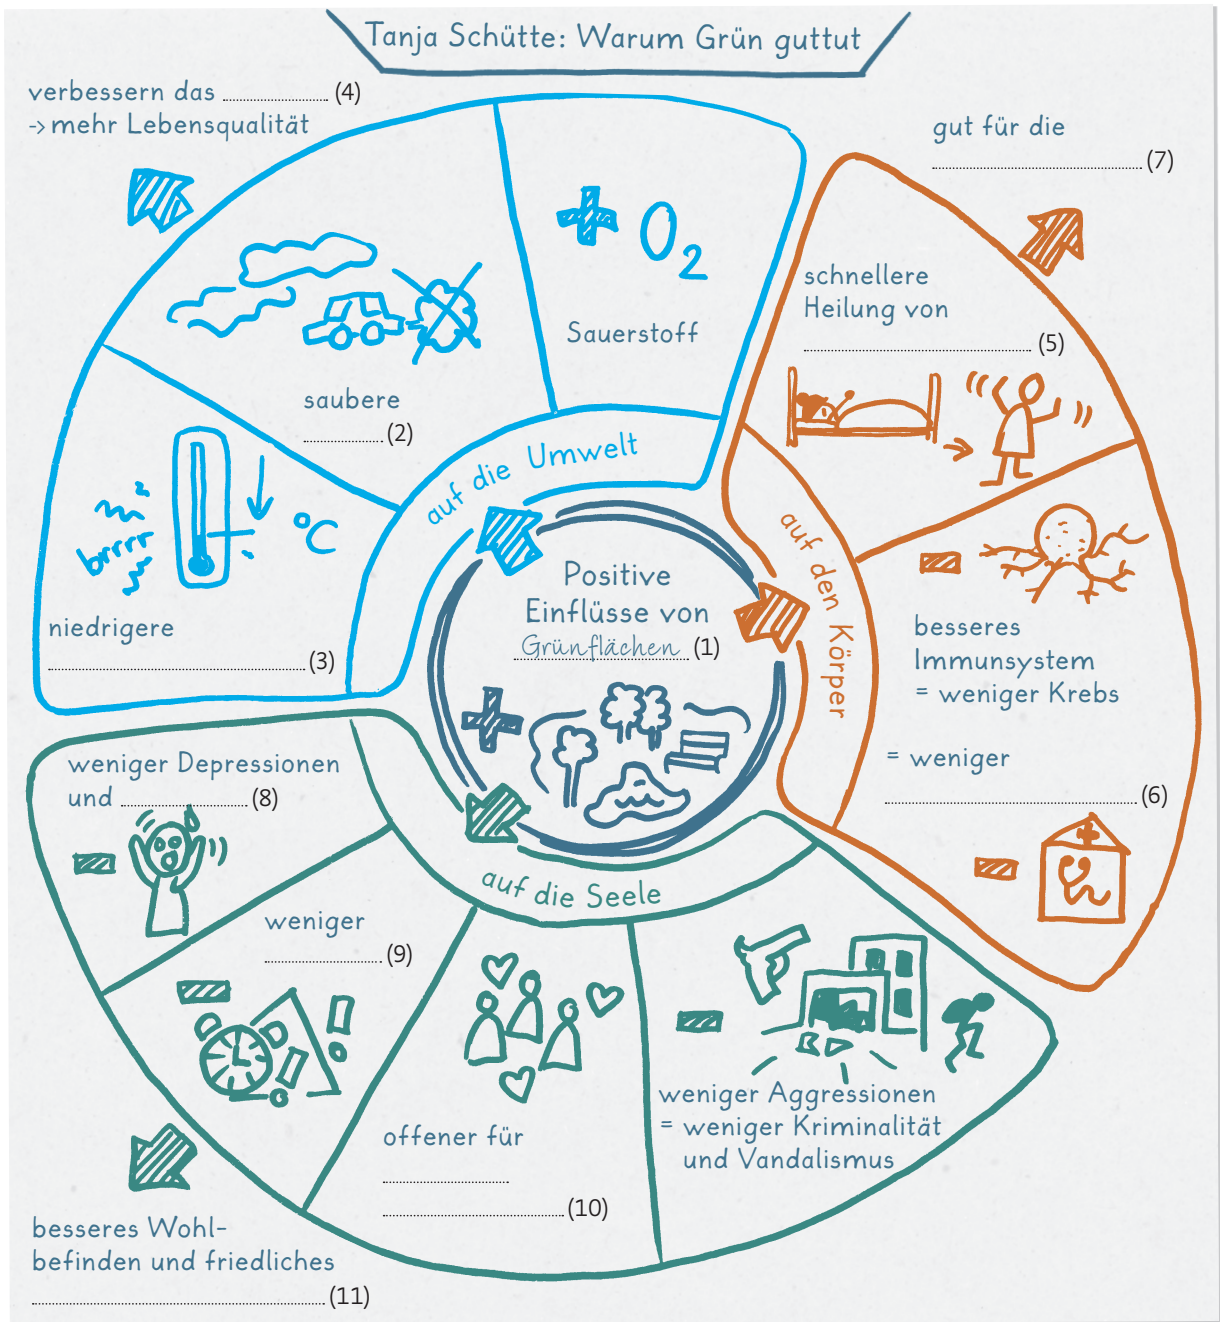 Tanja Schütte: Warum Grün guttut
verbessern das ............ (4)
-> mehr Lebensqualität
gut für die
............ (7)
O2
Sauerstoff
saubere
............ (2)
brrrr
°C
niedrigere
............ (3)
auf die Umwelt
schnellere
Heilung von
............ (5)
auf den Körper
besseres
Immunsystem
= weniger Krebs
= weniger
............ (6)
Positive
Einflüsse von
Grünflächen (1)
weniger Depressionen
und ............ (8)
auf die Seele
weniger
............ (9)
offener für
............
............ (10)
weniger Aggressionen
= weniger Kriminalität
und Vandalismus
besseres Wohl-
befinden und friedliches
............ (11)